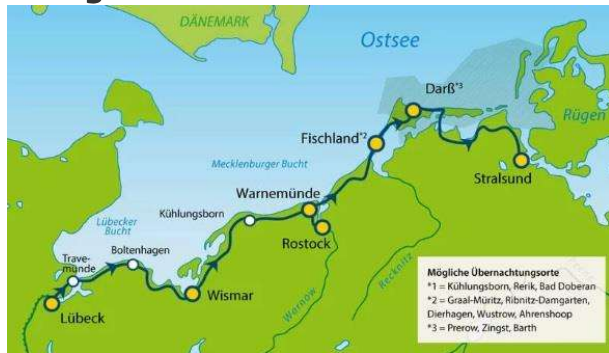 DÄNEMARK
Ostsee
Darß*3
Rügen
Fischland*2
Mecklenburger Bucht
Stralsund
Warnemünde
Kühlungsborn
Lübecker
Bucht
Boltenhagen
Rostock
Trave-
münde
Recknitz
Wismar
Warnow
Lübeck
Mögliche Übernachtungsorte
*1 = Kühlungsborn, Rerik, Bad Doberan
*2 = Graal-Müritz, Ribnitz-Damgarten,
Dierhagen, Wustrow, Ahrenshoop
*3 = Prerow, Zingst, Barth